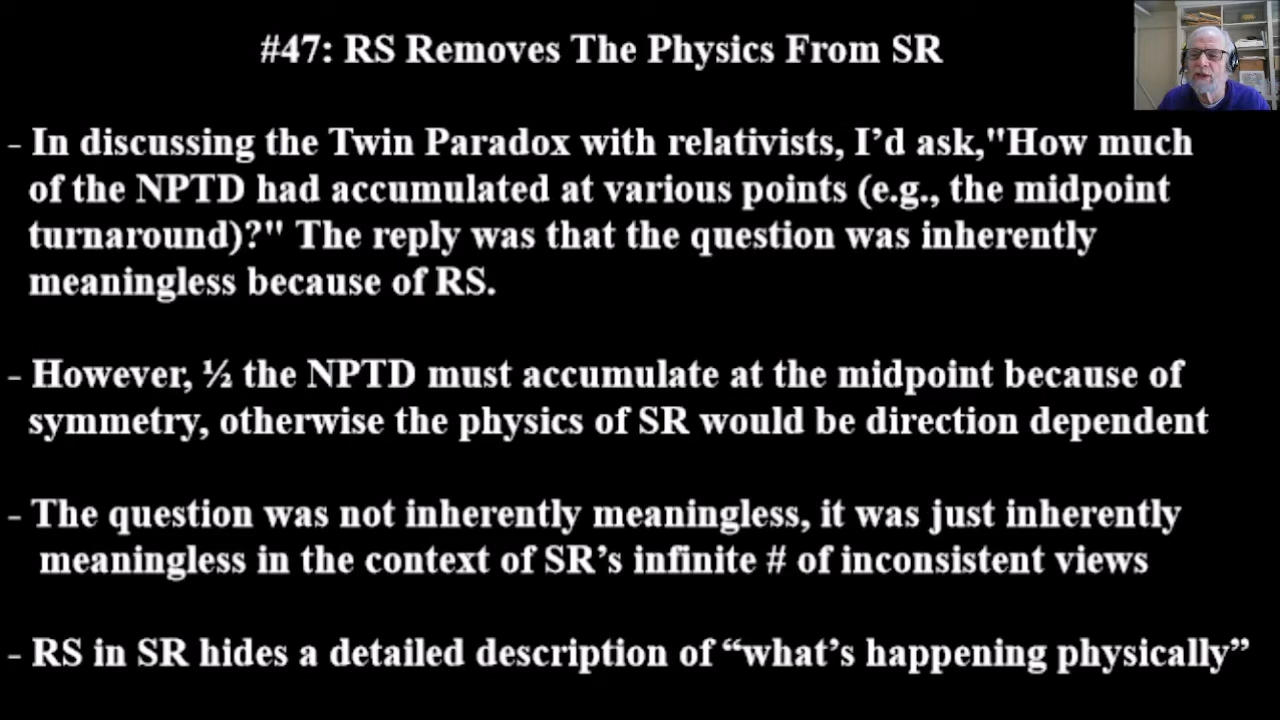 #47: RS Removes The Physics From SR
- In discussing the Twin Paradox with relativists, I’d ask,"How much
of the NPTD had accumulated at various points (e.g., the midpoint
turnaround)?" The reply was that the question was inherently
meaningless because of RS.
- However, ½ the NPTD must accumulate at the midpoint because of
symmetry, otherwise the physics of SR would be direction dependent
- The question was not inherently meaningless, it was just inherently
meaningless in the context of SR’s infinite # of inconsistent views
- RS in SR hides a detailed description of “what’s happening physically”